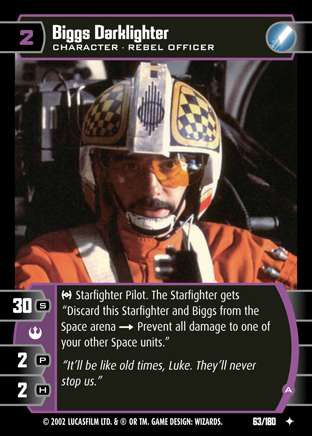 2
Biggs Darklighter
CHARACTER · REBEL OFFICER
30 S
2 P
2 H
Starfighter Pilot. The Starfighter gets
“Discard this Starfighter and Biggs from the
Space arena → Prevent all damage to one of
your other Space units.”
“It’ll be like old times, Luke. They’ll never
stop us.”
A
© 2002 LUCASFILM LTD. & ® OR TM. GAME DESIGN: WIZARDS.
63/180